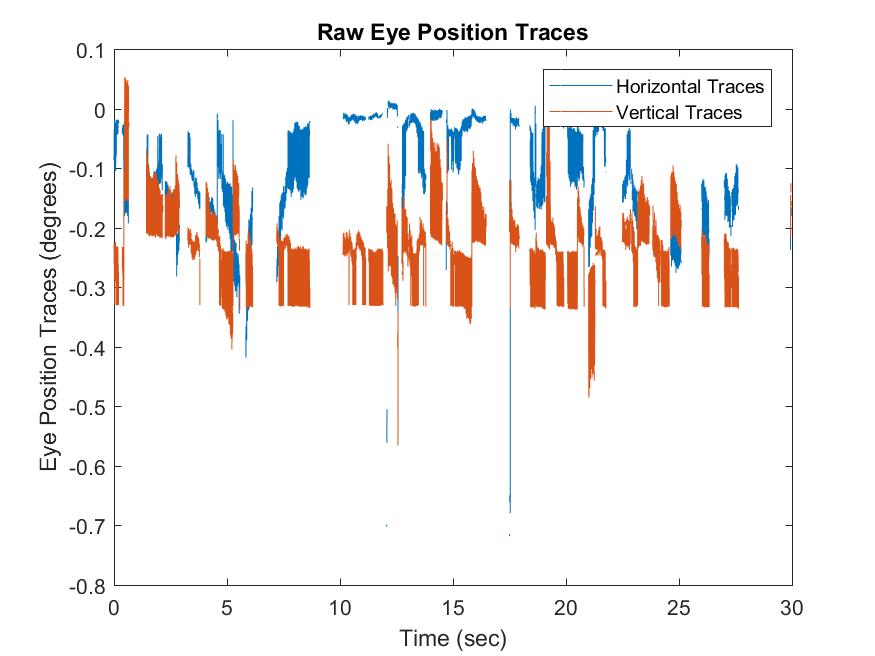 Raw Eye Position Traces
Horizontal Traces
Vertical Traces
Eye Position Traces (degrees)
0.1
0
-0.1
-0.2
-0.3
-0.4
-0.5
-0.6
-0.7
-0.8
0 5 10 15 20 25 30
Time (sec)